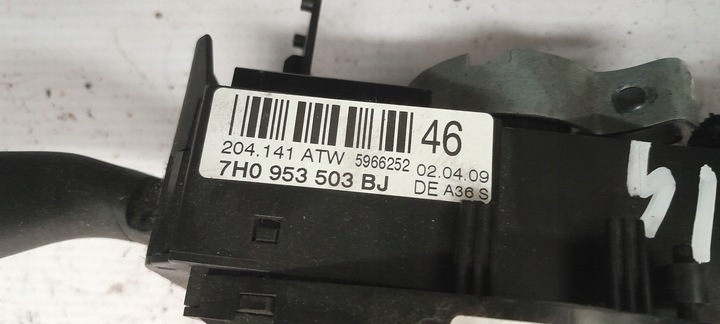 46
204.141 ATW 5966252 02.04.09
7H0 953 503 BJ DE A36 S